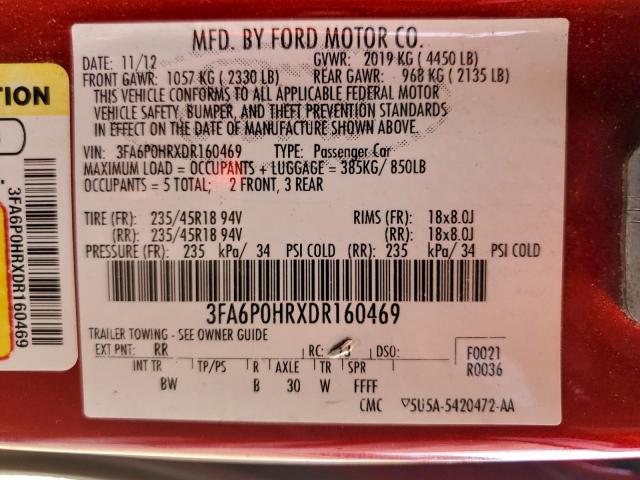 MFD. BY FORD MOTOR CO.
DATE: 11/12 GVWR: 2019 KG ( 4450 LB)
FRONT GAWR: 1057 KG ( 2330 LB) REAR GAWR: 968 KG ( 2135 LB)
THIS VEHICLE CONFORMS TO ALL APPLICABLE FEDERAL MOTOR
VEHICLE SAFETY, BUMPER, AND THEFT PREVENTION STANDARDS
IN EFFECT ON THE DATE OF MANUFACTURE SHOWN ABOVE.
VIN: 3FA6P0HRXDR160469 TYPE: Passenger Car
MAXIMUM LOAD = OCCUPANTS + LUGGAGE = 385KG/ 850LB
OCCUPANTS = 5 TOTAL; 2 FRONT, 3 REAR
TIRE (FR): 235/45R18 94V RIMS (FR): 18x8.0J
(RR): 235/45R18 94V (RR): 18x8.0J
PRESSURE (FR): 235 kPa/ 34 PSI COLD (RR): 235 kPa/ 34 PSI COLD
3FA6P0HRXDR160469
TRAILER TOWING - SEE OWNER GUIDE
EXT PNT: RR RC: DSO: F0021
INT TR TP/PS R AXLE TR SPR R0036
BW B 30 W FFFF
CMC ▽5U5A-5420472-AA
TION
3FA6P0HRXDR160469